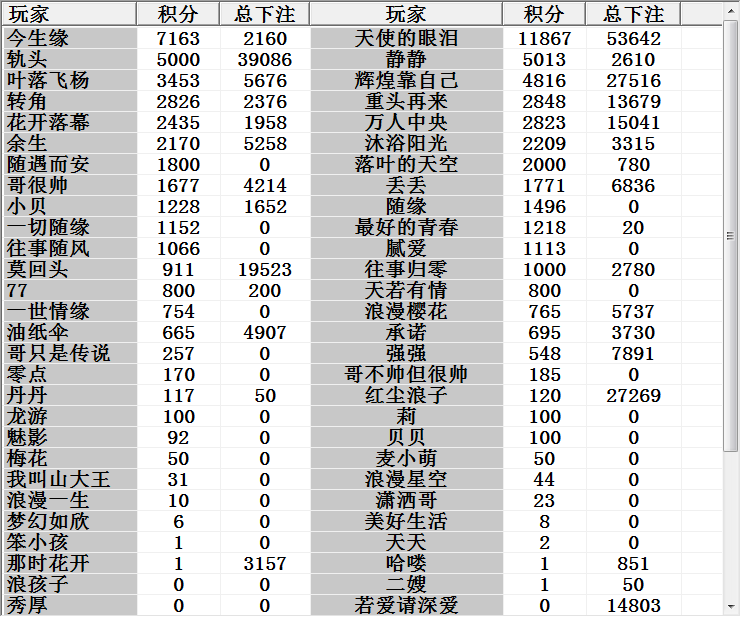 玩家 积分 总下注 玩家 积分 总下注
今生缘 7163 2160 天使的眼泪 11867 53642
轨头 5000 39086 静静 5013 2610
叶落飞杨 3453 5676 辉煌靠自己 4816 27516
转角 2826 2376 重头再来 2848 13679
花开落幕 2435 1958 万人中央 2823 15041
余生 2170 5258 沐浴阳光 2209 3315
随遇而安 1800 0 落叶的天空 2000 780
哥很帅 1677 4214 丢丢 1771 6836
小贝 1228 1652 随缘 1496 0
一切随缘 1152 0 最好的青春 1218 20
往事随风 1066 0 腻爱 1113 0
莫回头 911 19523 往事归零 1000 2780
77 800 200 天若有情 800 0
一世情缘 754 0 浪漫樱花 765 5737
油纸伞 665 4907 承诺 695 3730
哥只是传说 257 0 强强 548 7891
零点 170 0 哥不帅但很帅 185 0
丹丹 117 50 红尘浪子 120 27269
龙游 100 0 莉 100 0
魅影 92 0 贝贝 100 0
梅花 50 0 麦小萌 50 0
我叫山大王 31 0 浪漫星空 44 0
浪漫一生 10 0 潇洒哥 23 0
梦幻如欣 6 0 美好生活 8 0
笨小孩 1 0 天天 2 0
那时花开 1 3157 哈喽 1 851
浪孩子 0 0 二嫂 1 50
秀厚 0 0 若爱请深爱 0 14803